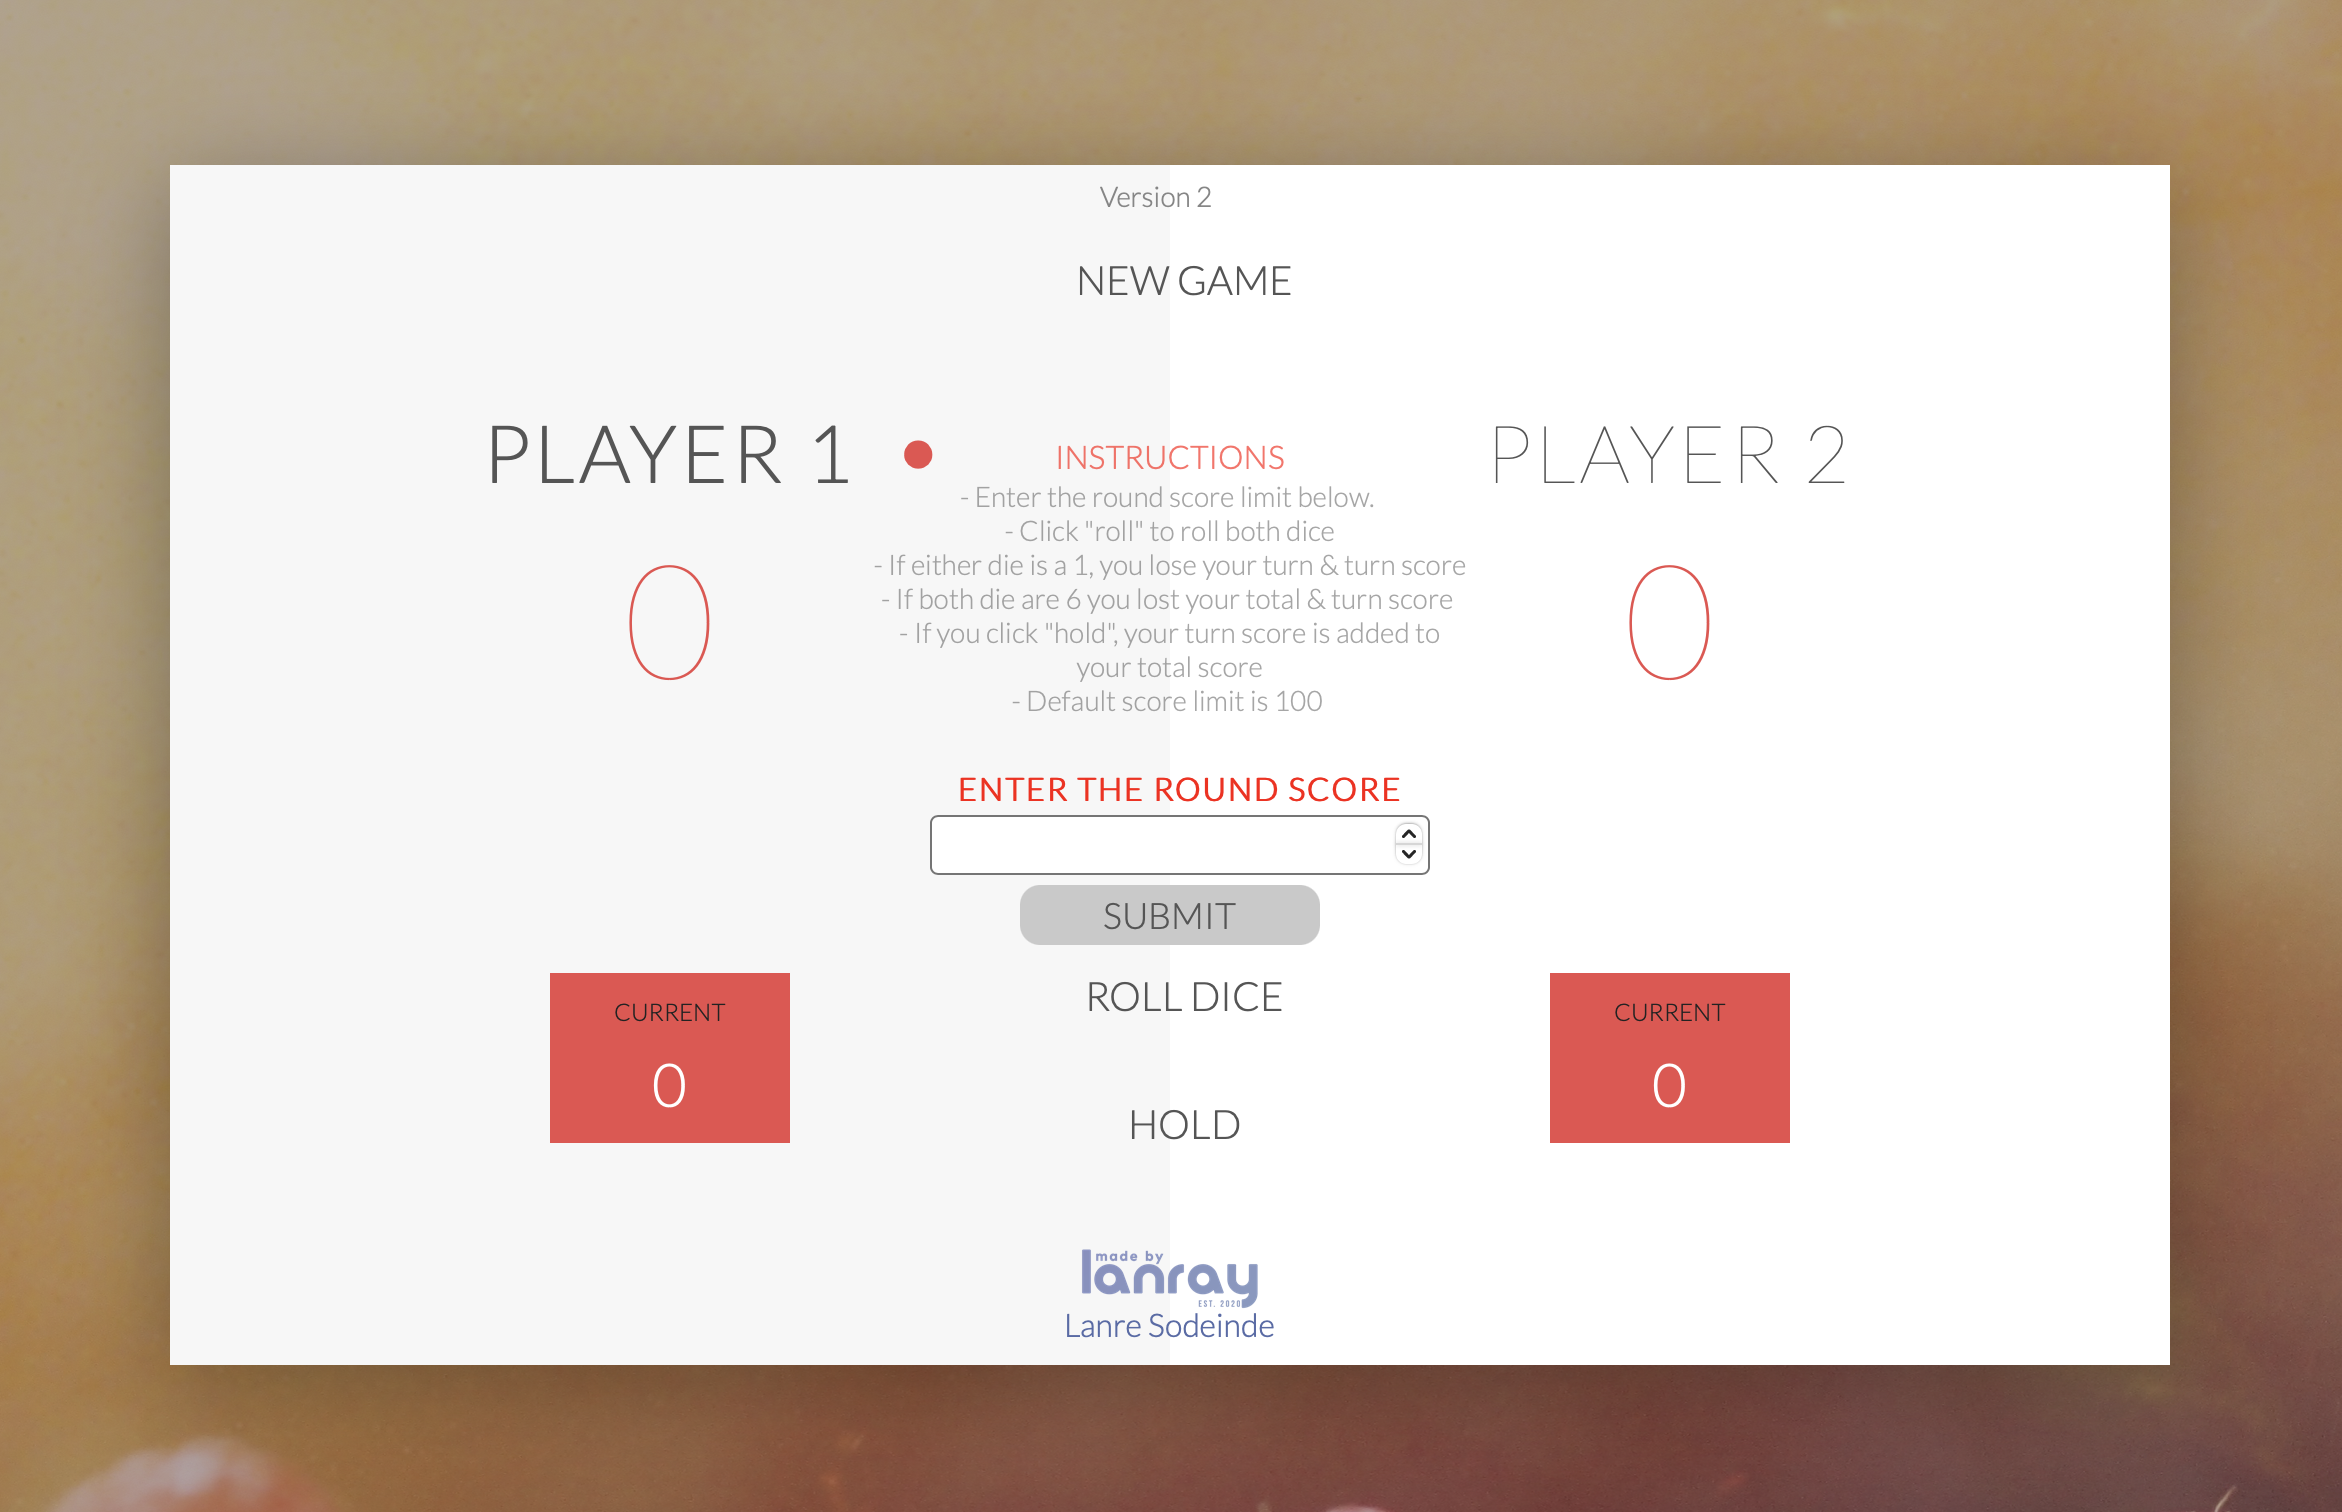 Version 2
NEW GAME
PLAYER 1
INSTRUCTIONS
- Enter the round score limit below.
- Click "roll" to roll both dice
- If either die is a 1, you lose your turn & turn score
- If both die are 6 you lost your total & turn score
- If you click "hold", your turn score is added to
your total score
- Default score limit is 100
PLAYER 2
0
0
ENTER THE ROUND SCORE
SUBMIT
CURRENT
0
ROLL DICE
HOLD
CURRENT
0
made by
lanray
EST. 2020
Lanre Sodeinde